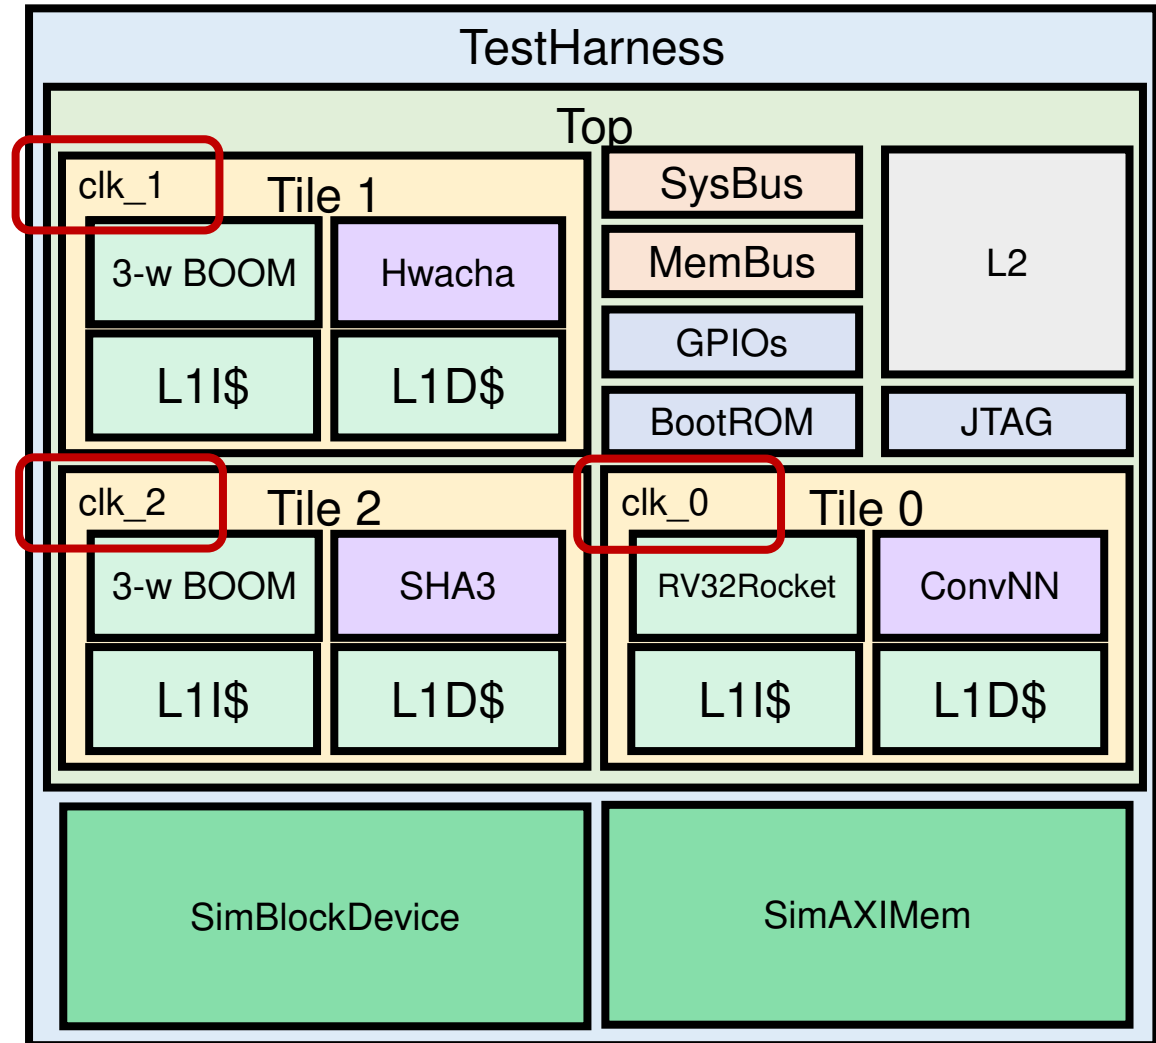 TestHarness
Top
clk_1
Tile 1
3-w BOOM
Hwacha
L1I$
L1D$
SysBus
MemBus
GPIOs
BootROM
L2
JTAG
clk_2
Tile 2
3-w BOOM
SHA3
L1I$
L1D$
clk_0
Tile 0
RV32Rocket
ConvNN
L1I$
L1D$
SimBlockDevice
SimAXIMem